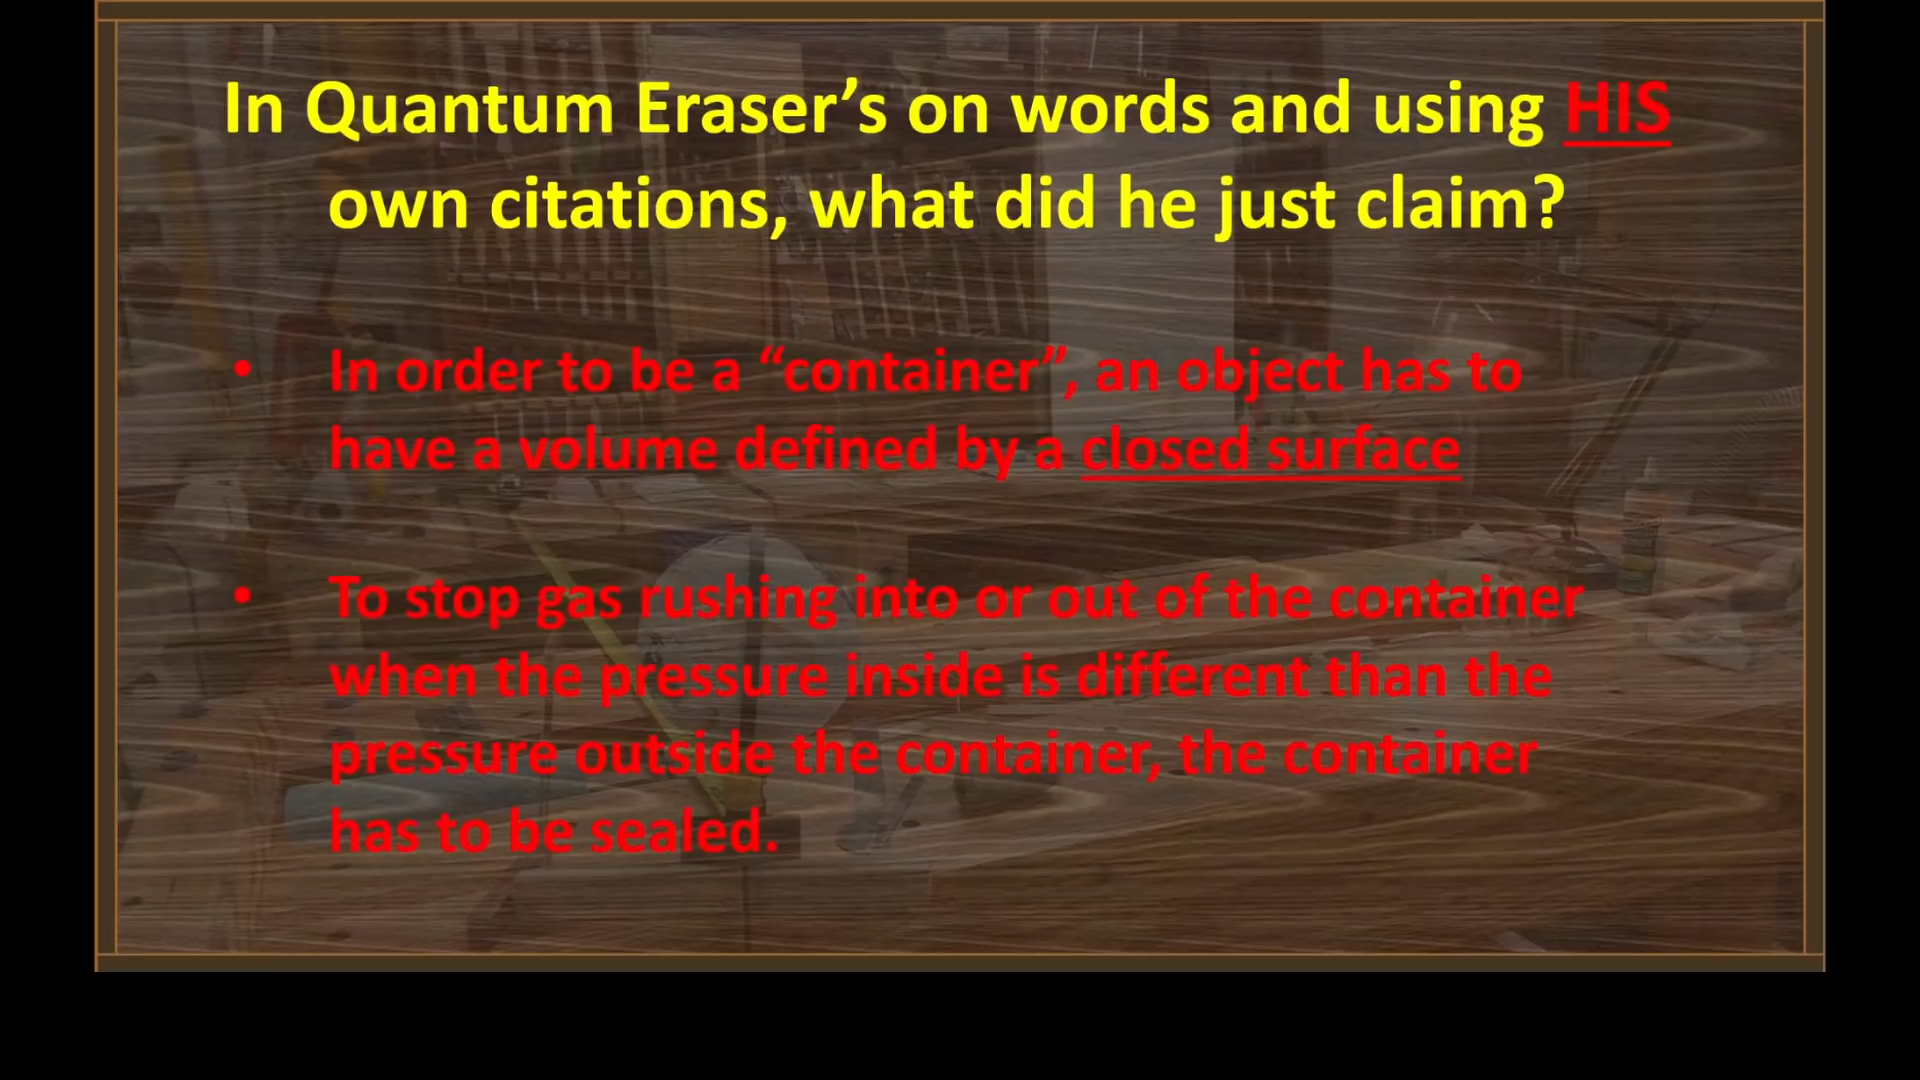 In Quantum Eraser’s on words and using HIS
own citations, what did he just claim?
• In order to be a “container”, an object has to
have a volume defined by a closed surface
• To stop gas rushing into or out of the container
when the pressure inside is different than the
pressure outside the container, the container
has to be sealed.